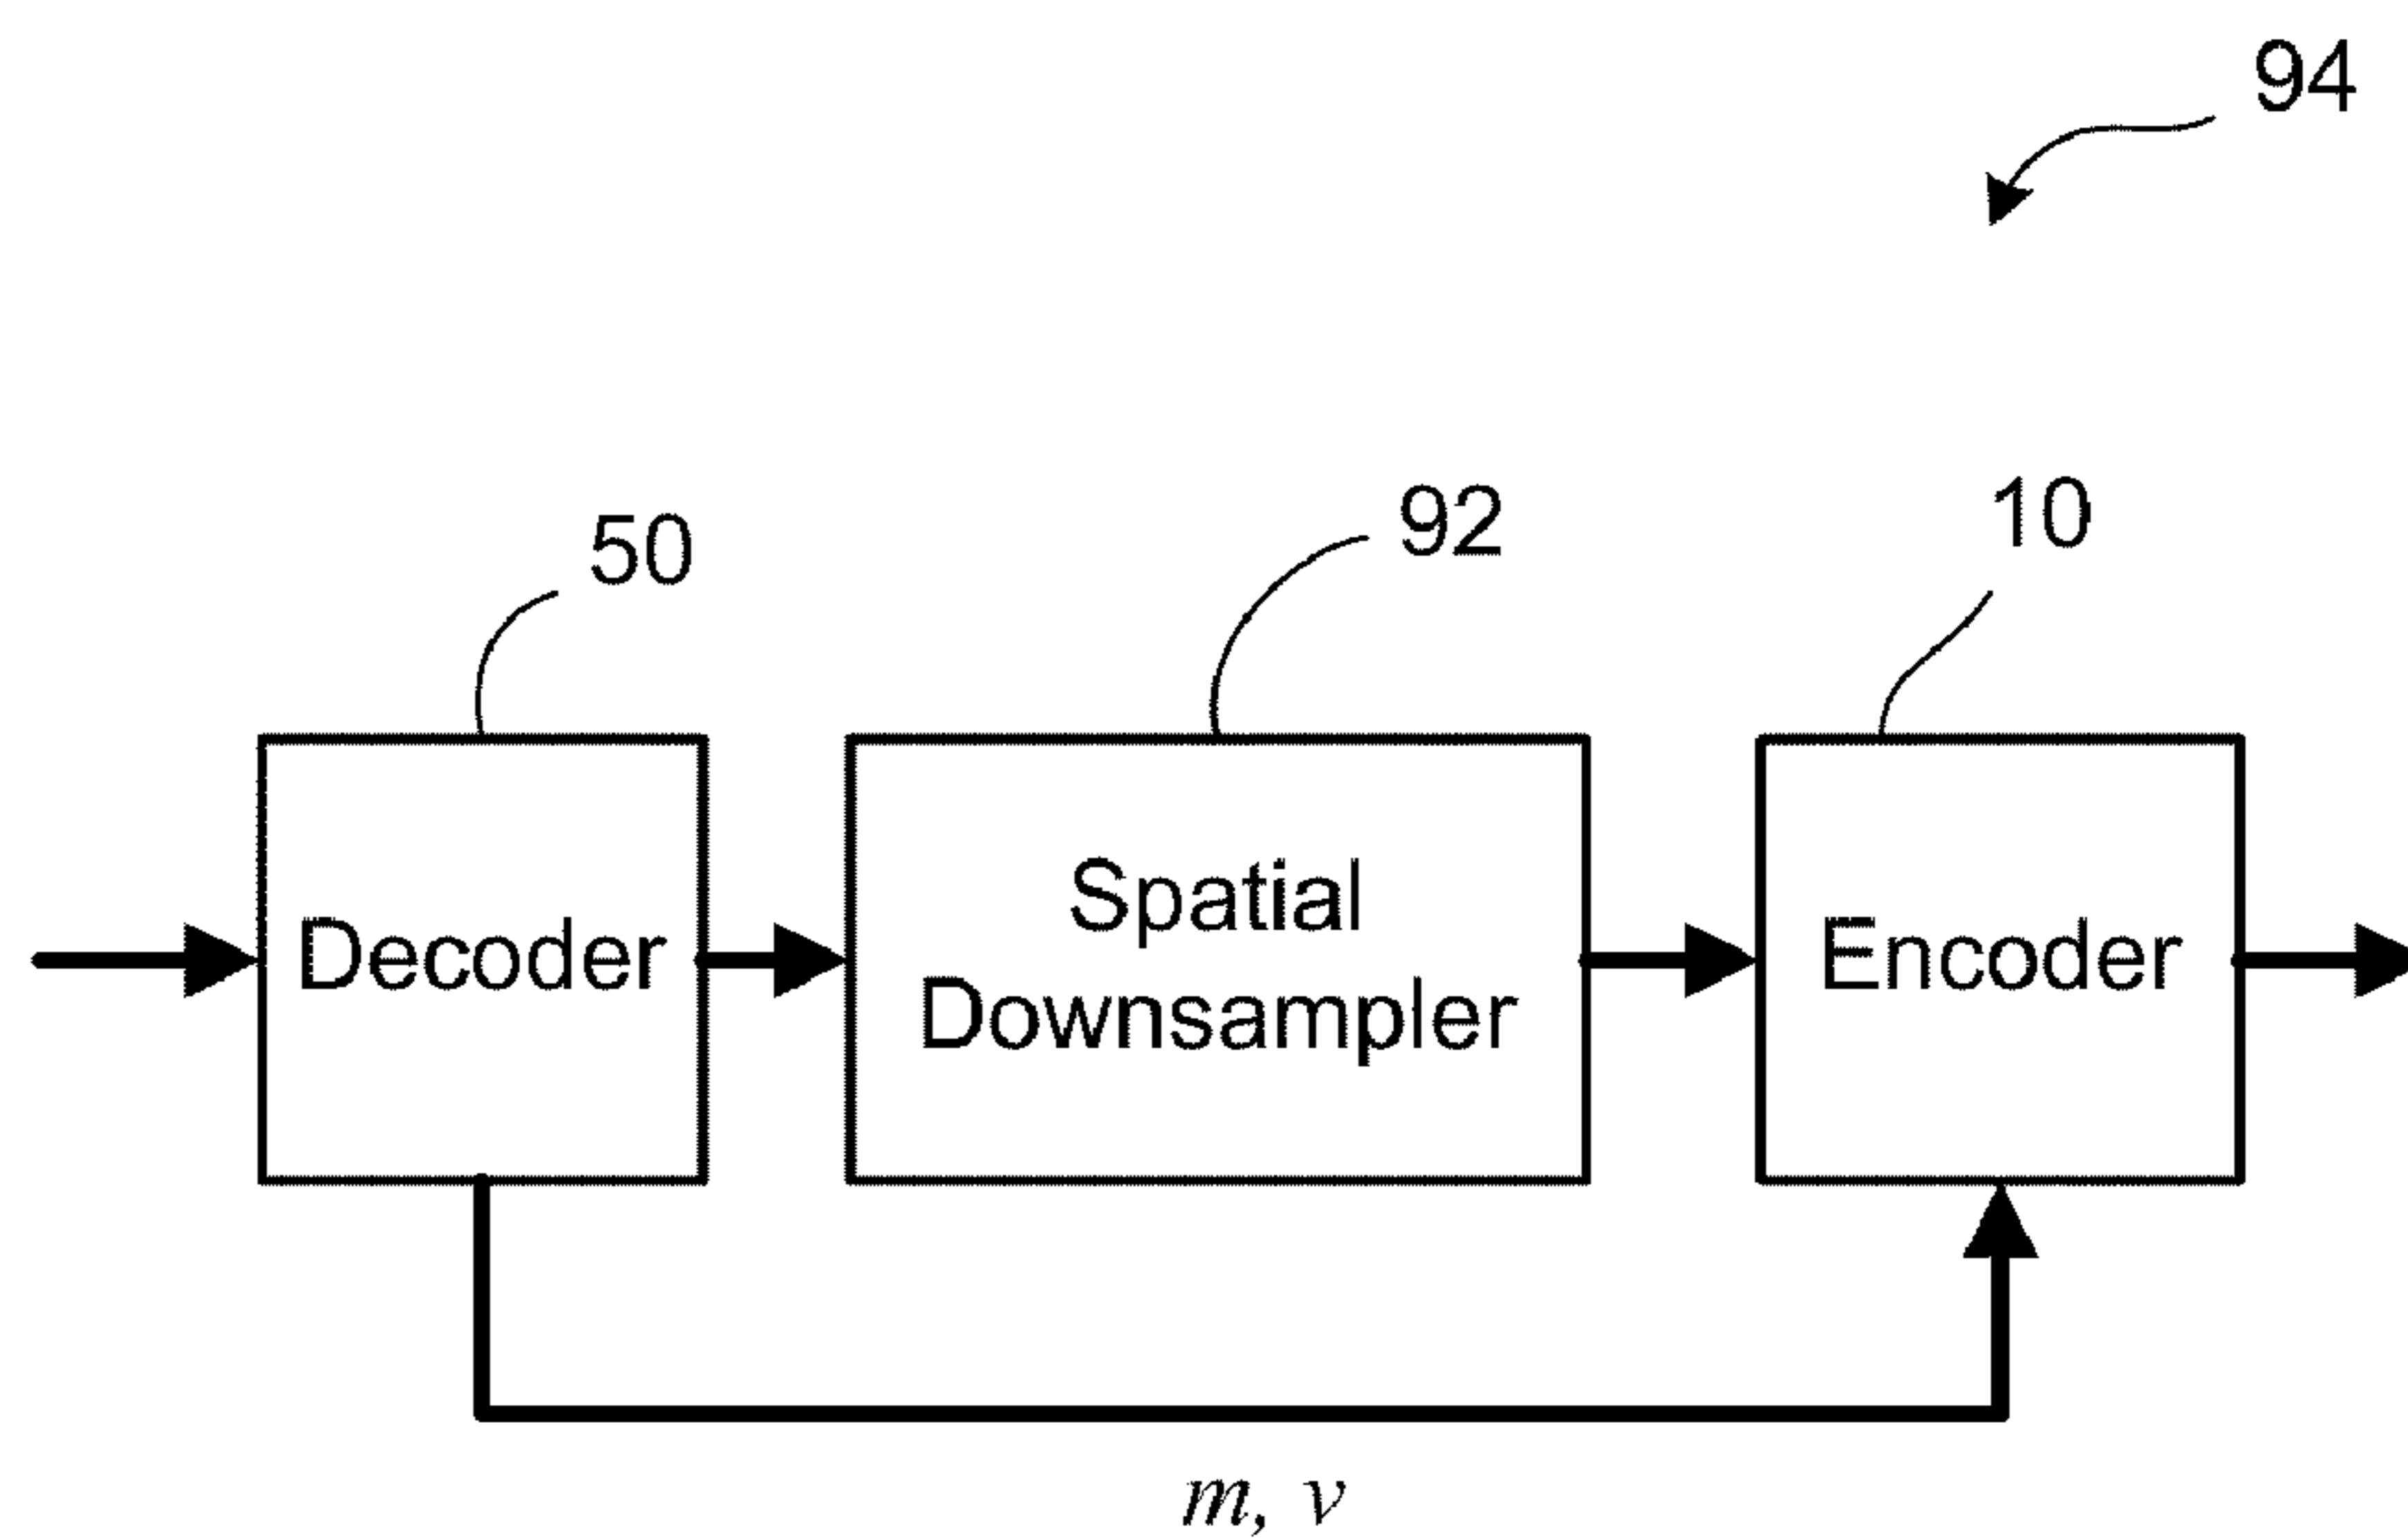 94
50
92
10
Decoder
Spatial
Downsampler
Encoder
m, v